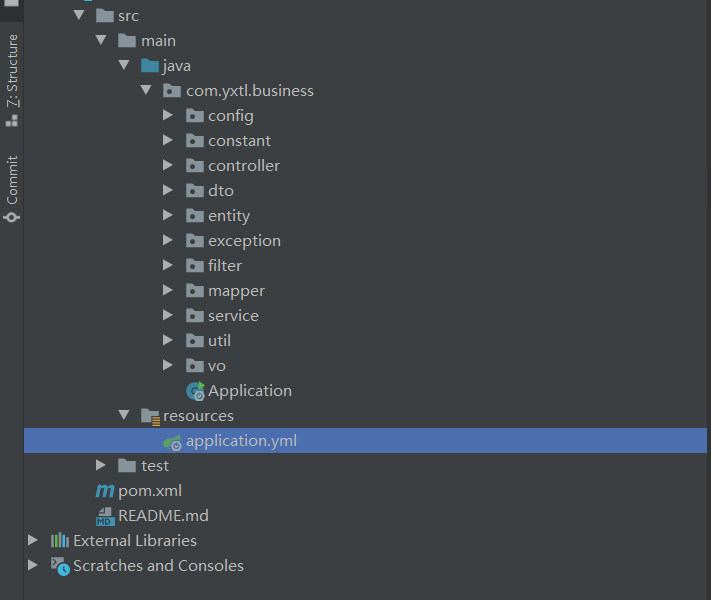 7: Structure
Commit
src
main
java
com.yxtl.business
config
constant
controller
dto
entity
exception
filter
mapper
service
util
vo
Application
resources
application.yml
test
pom.xml
README.md
External Libraries
Scratches and Consoles